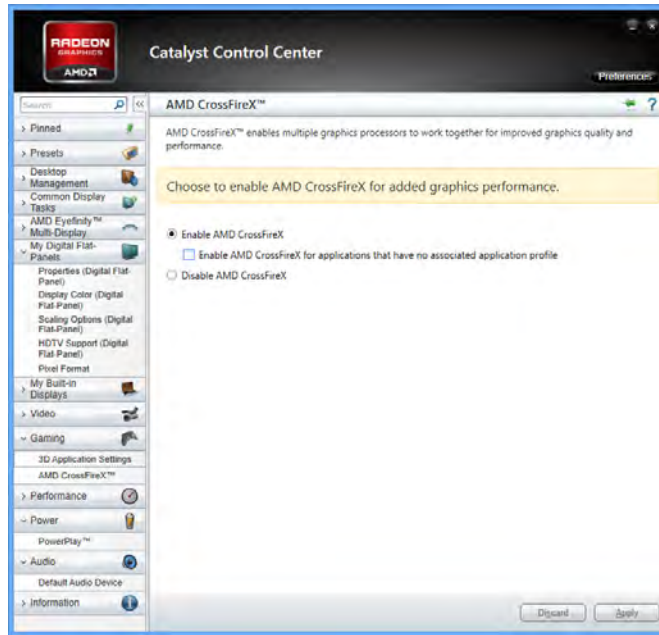 RADEON
GRAPHICS
AMD
Catalyst Control Center
Preferences
Search
AMD CrossFireX™
?
Pinned
Presets
Desktop
Management
Common Display
Tasks
AMD Eyefinity™
Multi-Display
My Digital Flat-
Panels
Properties (Digital Flat-
Panel)
Display Color (Digital
Flat-Panel)
Scaling Options (Digital
Flat-Panel)
HDTV Support (Digital
Flat-Panel)
Pixel Format
My Built-in
Displays
Video
Gaming
3D Application Settings
AMD CrossFireX™
Performance
Power
PowerPlay™
Audio
Default Audio Device
Information
AMD CrossFireX™ enables multiple graphics processors to work together for improved graphics quality and
performance.
Choose to enable AMD CrossFireX for added graphics performance.
Enable AMD CrossFireX
Enable AMD CrossFireX for applications that have no associated application profile
Disable AMD CrossFireX
Discard
Apply